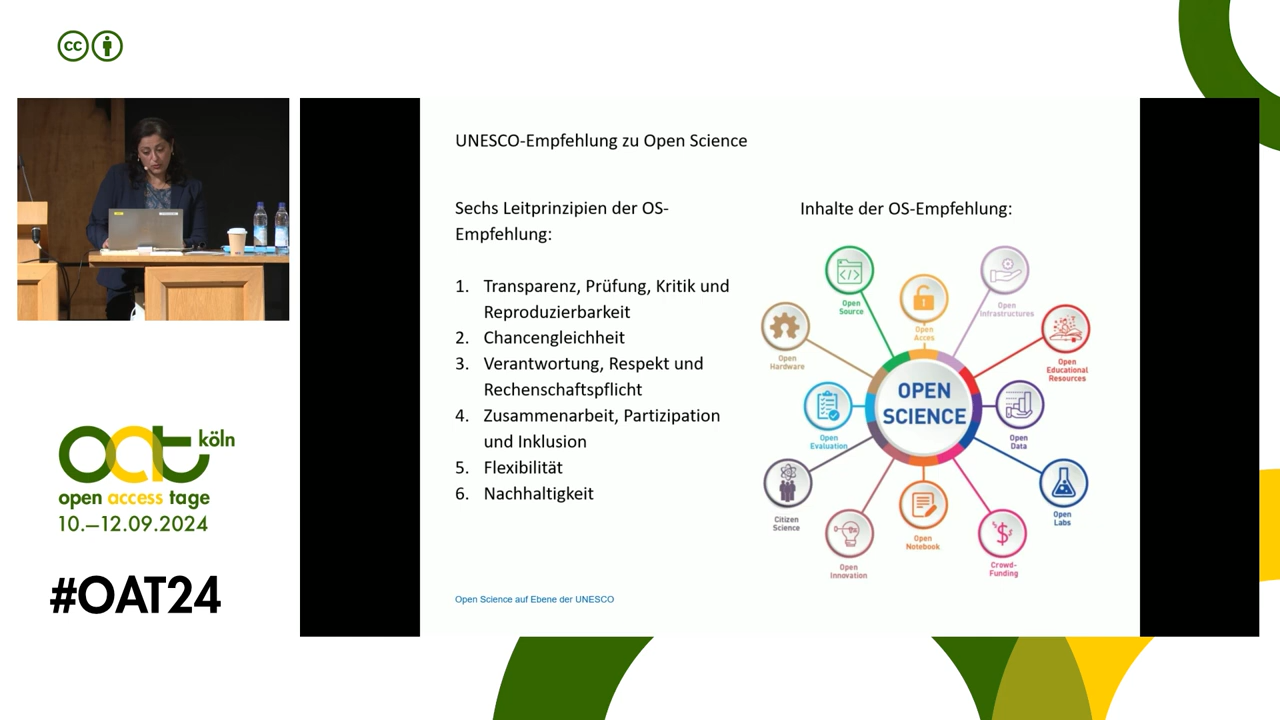 cc
UNESCO-Empfehlung zu Open Science
Sechs Leitprinzipien der OS-
Empfehlung:
1. Transparenz, Prüfung, Kritik und
Reproduzierbarkeit
2. Chancengleichheit
3. Verantwortung, Respekt und
Rechenschaftspflicht
4. Zusammenarbeit, Partizipation
und Inklusion
5. Flexibilität
6. Nachhaltigkeit
Open Science auf Ebene der UNESCO
Inhalte der OS-Empfehlung:
Open
Source
Open
Acces
Open
Infrastructures
Open
Hardware
Open
Educational
Resources
OPEN
SCIENCE
Open
Evaluation
Open
Data
Citizen
Science
Open
Labs
Open
Innovation
Open
Notebook
Crowd-
Funding
oat köln
open access tage
10.–12.09.2024
#OAT24